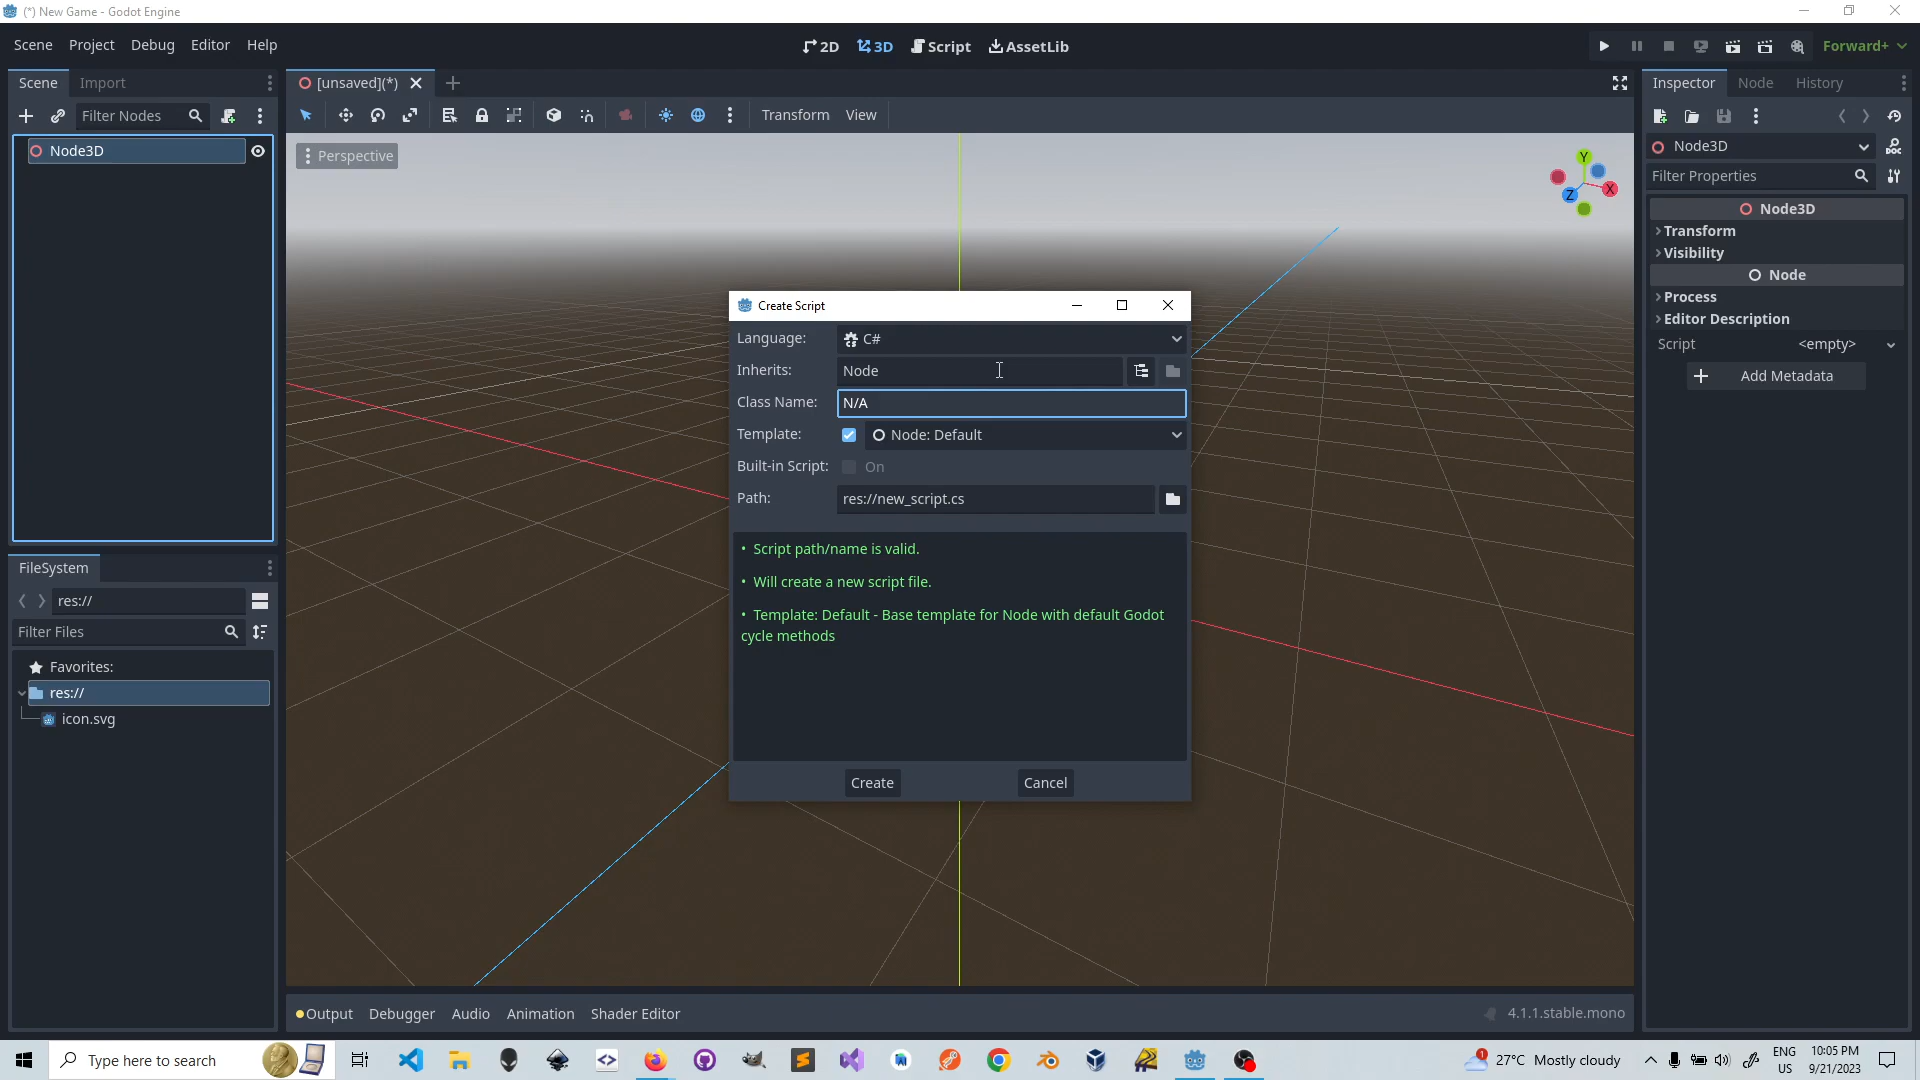 (*) New Game - Godot Engine
Scene Project Debug Editor Help
2D 3D Script AssetLib
Forward+
Scene Import
[unsaved](*)
Inspector Node History
Filter Nodes
Transform View
Node3D
Perspective
Y
X
Z
Node3D
Filter Properties
Node3D
Transform
Visibility
Node
Process
Editor Description
Script <empty>
Add Metadata
Create Script
Language: C#
Inherits: Node
Class Name: N/A
Template: Node: Default
Built-in Script: On
Path: res://new_script.cs
• Script path/name is valid.
• Will create a new script file.
• Template: Default - Base template for Node with default Godot
cycle methods
Create Cancel
FileSystem
res://
Filter Files
Favorites:
res://
icon.svg
Output Debugger Audio Animation Shader Editor
4.1.1.stable.mono
Type here to search
1
27°C Mostly cloudy
ENG
US
10:05 PM
9/21/2023